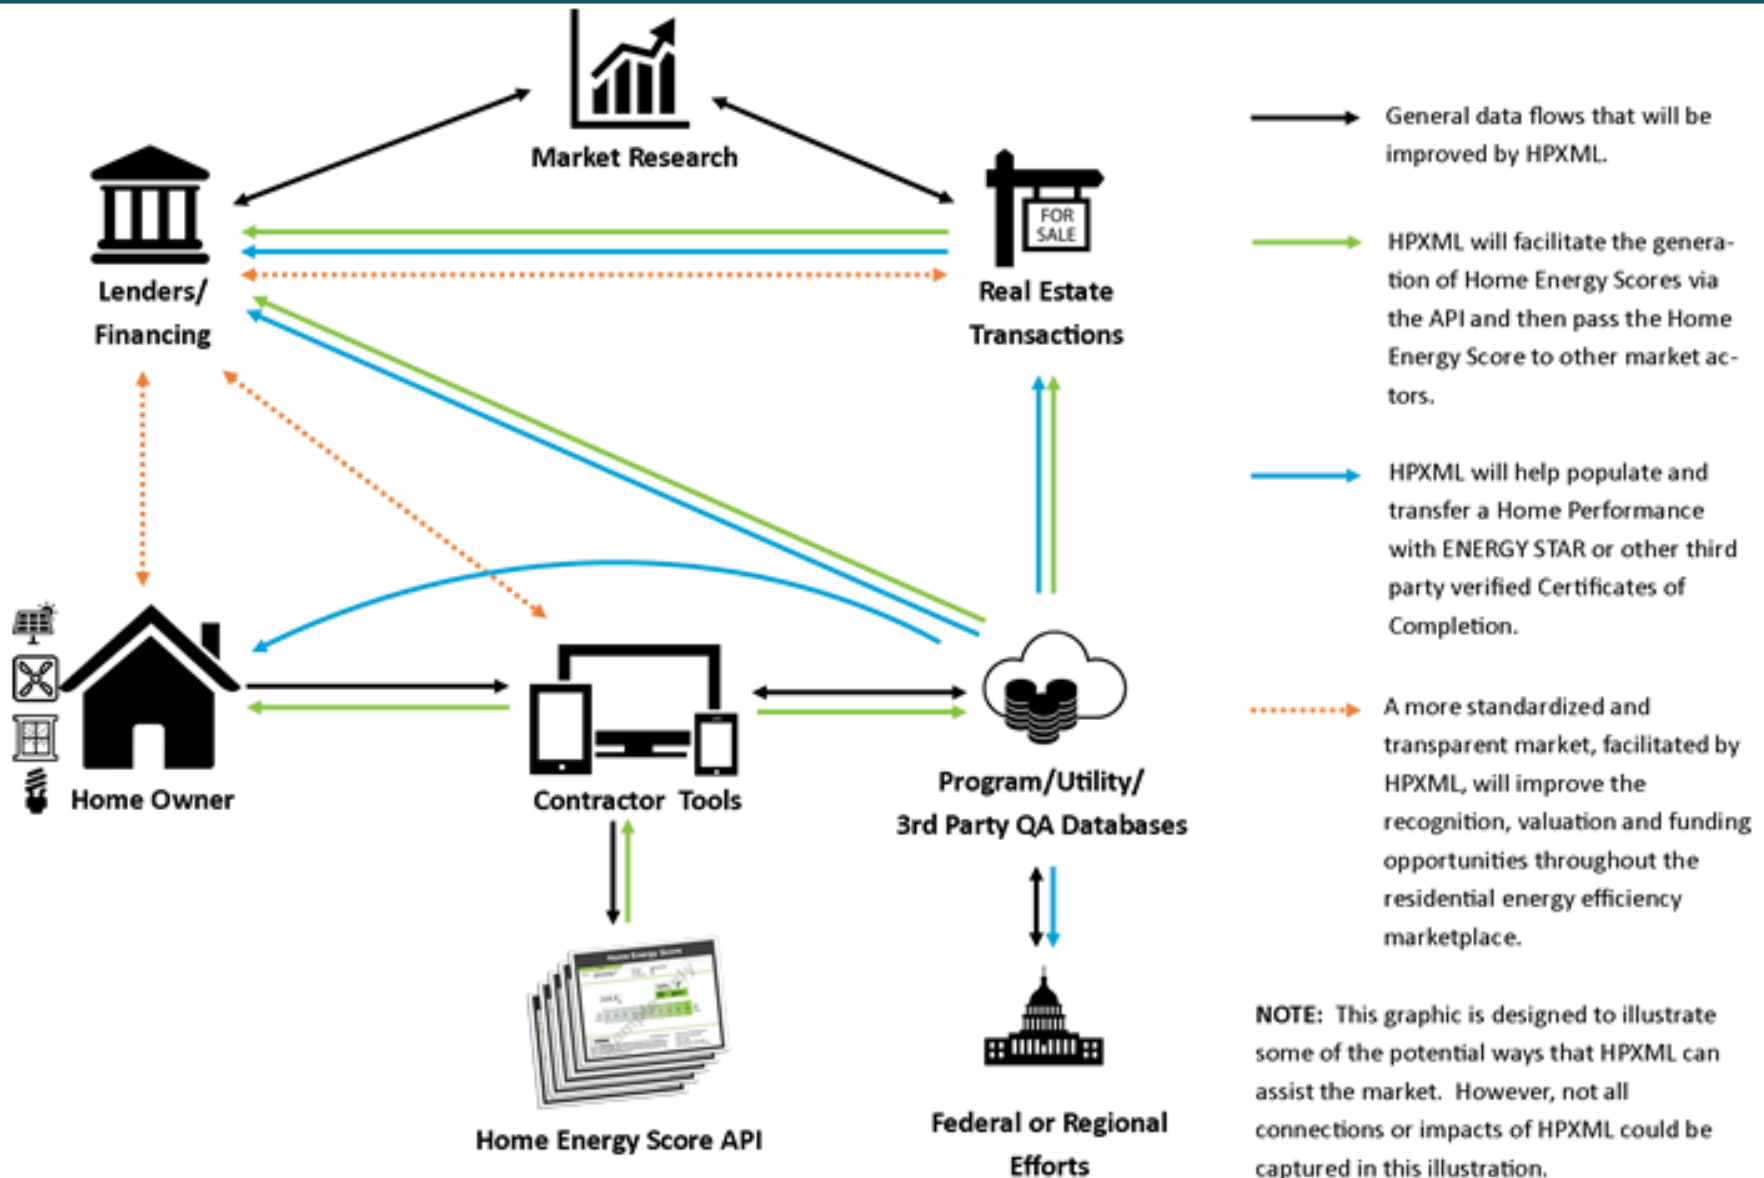 Market Research
Lenders/
Financing
FOR
SALE
Real Estate
Transactions
Home Owner
Contractor Tools
Program/Utility/
3rd Party QA Databases
Home Energy Score
Home Energy Score API
Federal or Regional
Efforts
General data flows that will be
improved by HPXML.
HPXML will facilitate the genera-
tion of Home Energy Scores via
the API and then pass the Home
Energy Score to other market ac-
tors.
HPXML will help populate and
transfer a Home Performance
with ENERGY STAR or other third
party verified Certificates of
Completion.
A more standardized and
transparent market, facilitated by
HPXML, will improve the
recognition, valuation and funding
opportunities throughout the
residential energy efficiency
marketplace.
NOTE: This graphic is designed to illustrate
some of the potential ways that HPXML can
assist the market. However, not all
connections or impacts of HPXML could be
captured in this illustration.